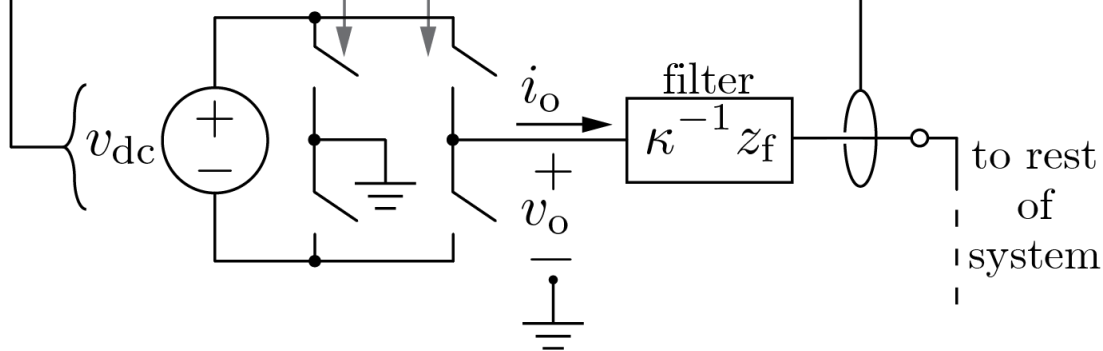 v_dc
+
−
i_o
+
v_o
−
filter
κ^{-1} z_f
to rest
of
system